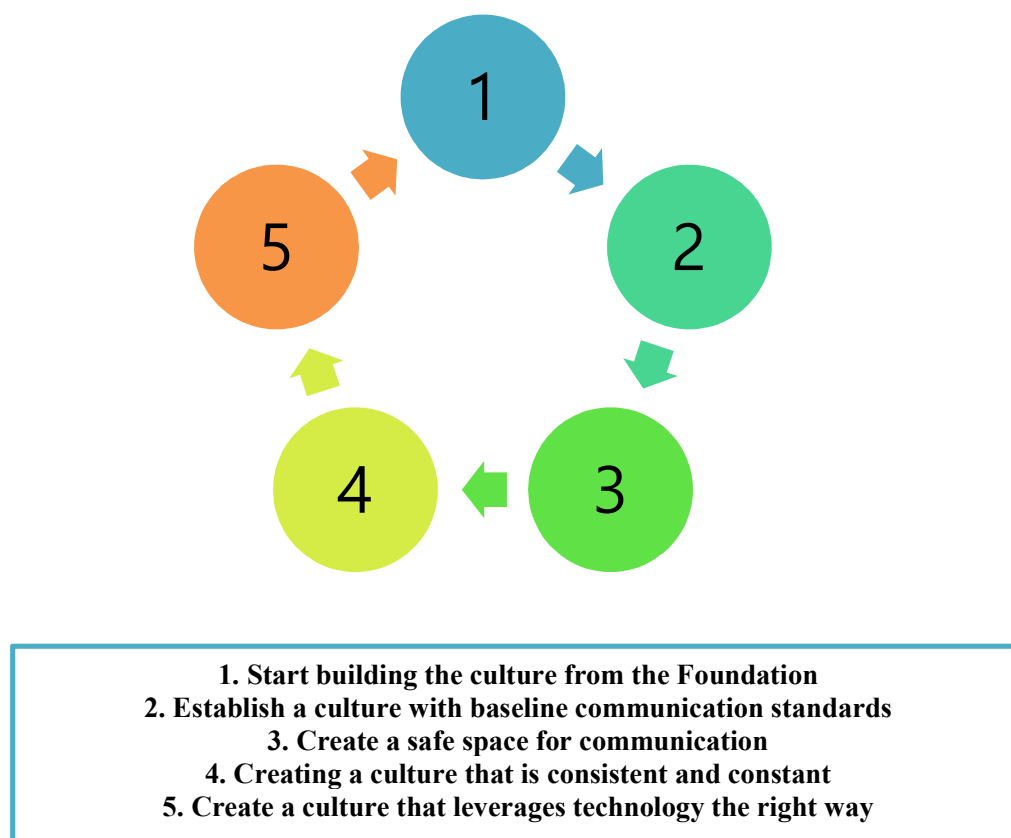 1
5
2
4
3
1. Start building the culture from the Foundation
2. Establish a culture with baseline communication standards
3. Create a safe space for communication
4. Creating a culture that is consistent and constant
5. Create a culture that leverages technology the right way